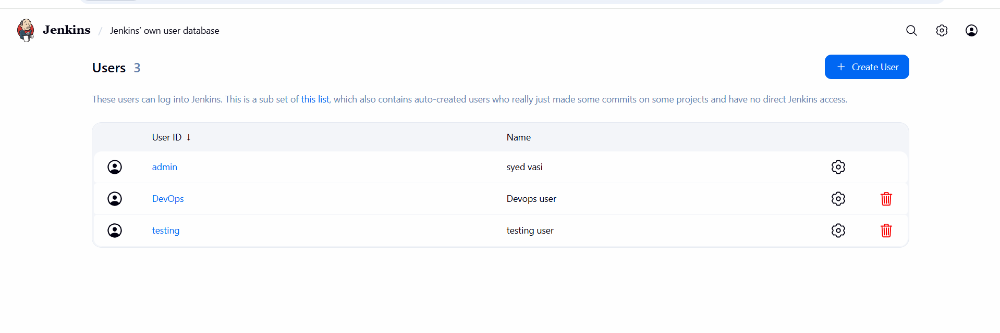 Jenkins / Jenkins’ own user database
Users 3
+ Create User
These users can log into Jenkins. This is a sub set of this list, which also contains auto-created users who really just made some commits on some projects and have no direct Jenkins access.
User ID ↓ Name
admin syed vasi
DevOps Devops user
testing testing user